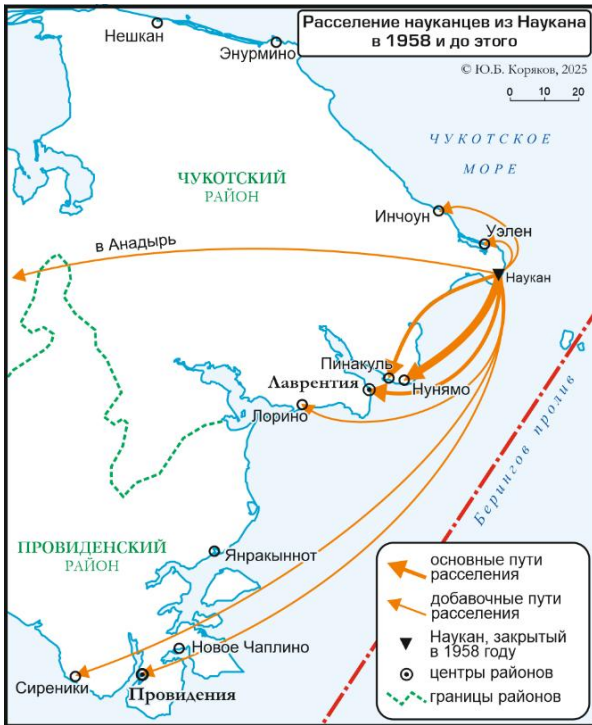 Расселение науканцев из Наукана
в 1958 и до этого
© Ю.Б. Коряков, 2025
0 10 20
Нешкан
Энурмино
ЧУКОТСКОЕ
МОРЕ
ЧУКОТСКИЙ
РАЙОН
Инчоун
Уэлен
в Анадырь
Наукан
Пинакуль
Лаврентия
Нунямо
Лорино
Берингов пролив
ПРОВИДЕНСКИЙ
РАЙОН
Янракыннот
Новое Чаплино
Сиреники
Провидения
основные пути
расселения
добавочные пути
расселения
Наукан, закрытый
в 1958 году
центры районов
границы районов